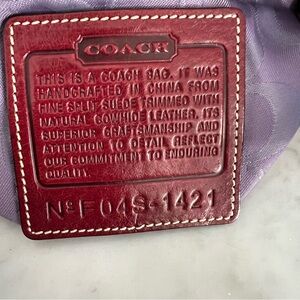 COACH
THIS IS A COACH BAG. IT WAS
HANDCRAFTED IN CHINA FROM
FINE SPLIT SUEDE TRIMMED WITH
NATURAL COWHIDE LEATHER. ITS
SUPERIOR CRAFTSMANSHIP AND
ATTENTION TO DETAIL REFLECT
OUR COMMITMENT TO ENDURING
QUALITY.
Nº F04S-1421